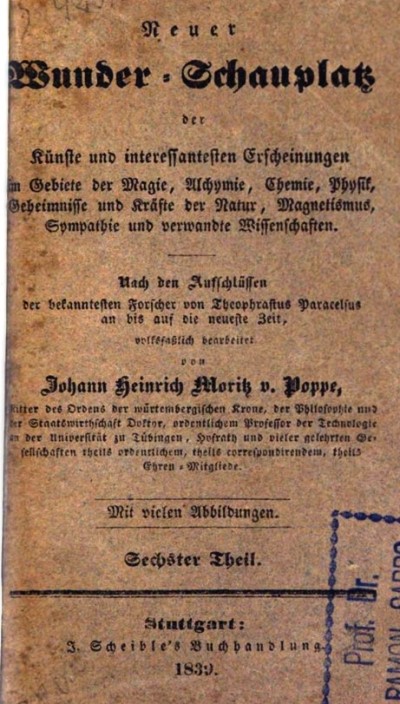 Neuer
Wunder-Schauplatz
der
Künste und interessantesten Erscheinungen
im Gebiete der Magie, Alchymie, Chemie, Physik,
Geheimnisse und Kräfte der Natur, Magnetismus,
Sympathie und verwandte Wissenschaften.
Nach den Aufschlüssen
der bekanntesten Forscher von Theophrastus Paracelsus
an bis auf die neueste Zeit,
volksfaßlich bearbeitet
von
Johann Heinrich Moritz v. Poppe,
Ritter des Ordens der würtembergischen Krone, der Philosophie und
der Staatswirthschaft Doktor, ordentlichem Professor der Technologie
an der Universität zu Tübingen, Hofrath und vieler gelehrten Ge-
sellschaften theils ordentlichem, theils correspondirendem, theils
Ehren-Mitgliede.
Mit vielen Abbildungen.
Sechster Theil.
Stuttgart:
J. Scheible's Buchhandlung
1839.
Prof. Dr.
RAMON